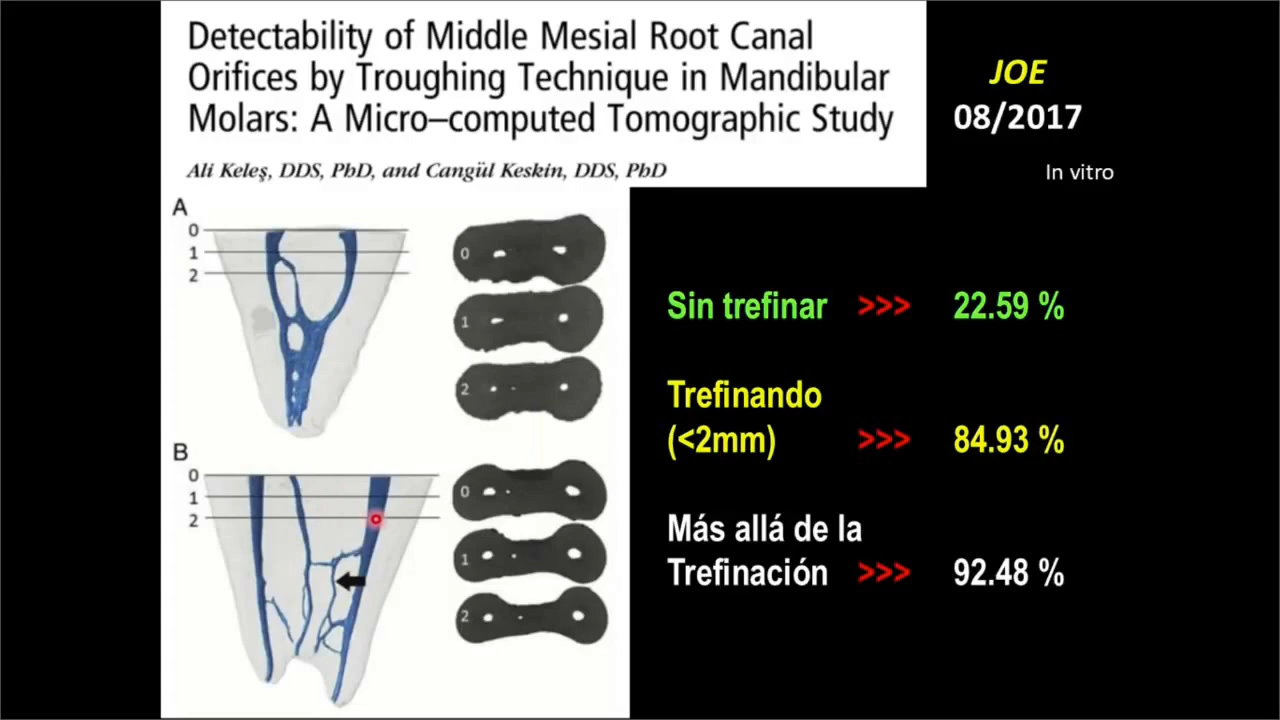 Detectability of Middle Mesial Root Canal
Orifices by Troughing Technique in Mandibular
Molars: A Micro–computed Tomographic Study
Ali Keleş, DDS, PhD, and Cangül Keskin, DDS, PhD
JOE
08/2017
In vitro
A
0
1
2
0
1
2
B
0
1
2
0
1
2
Sin trefinar >>> 22.59 %
Trefinando
(<2mm) >>> 84.93 %
Más allá de la
Trefinación >>> 92.48 %